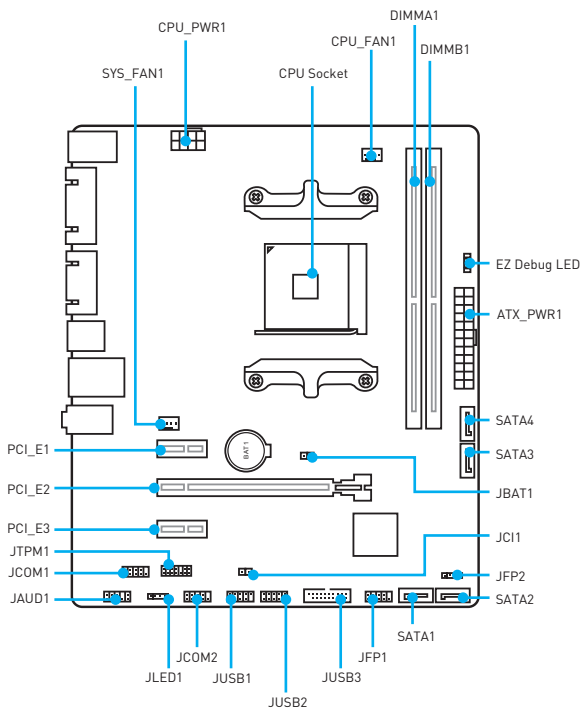 DIMMA1
CPU_PWR1
CPU_FAN1
DIMMB1
SYS_FAN1
CPU Socket
EZ Debug LED
ATX_PWR1
SATA4
PCI_E1
BAT1
SATA3
PCI_E2
JBAT1
PCI_E3
JCI1
JTPM1
JCOM1
JFP2
JAUD1
SATA2
SATA1
JCOM2
JFP1
JLED1
JUSB1
JUSB3
JUSB2